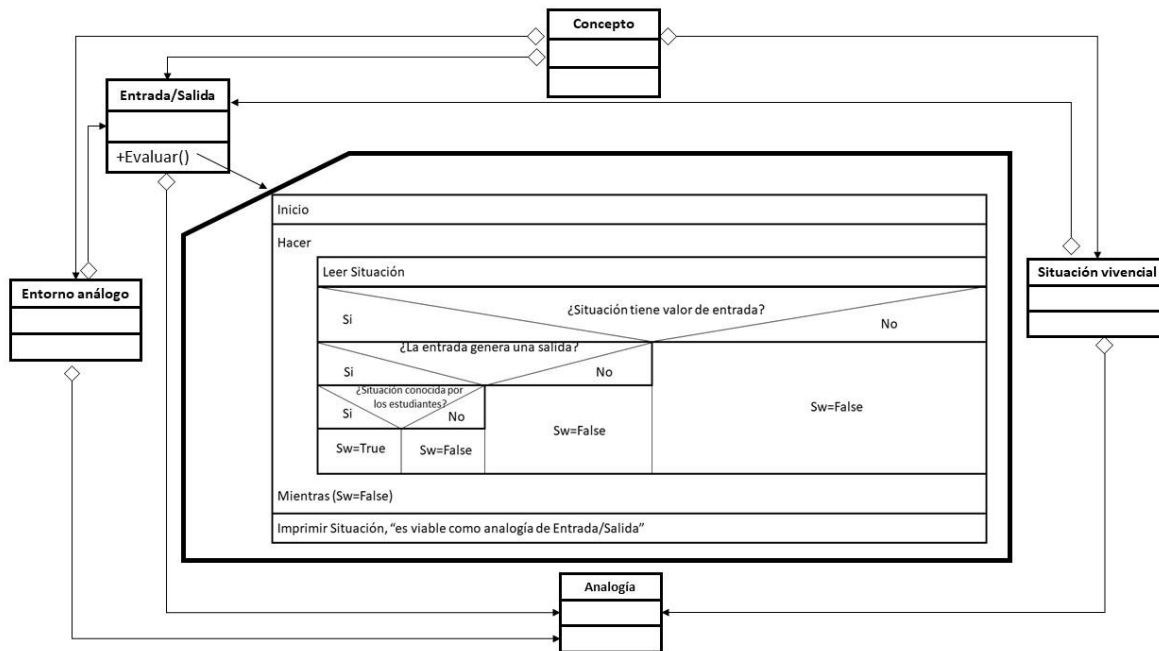 Concepto
Entrada/Salida
+Evaluar()
Inicio
Hacer
Leer Situación
¿Situación tiene valor de entrada?
Si
No
¿La entrada genera una salida?
Si
No
¿Situación conocida por
los estudiantes?
Si
No
Sw=True
Sw=False
Sw=False
Sw=False
Mientras (Sw=False)
Imprimir Situación, “es viable como analogía de Entrada/Salida”
Entorno análogo
Situación vivencial
Analogía